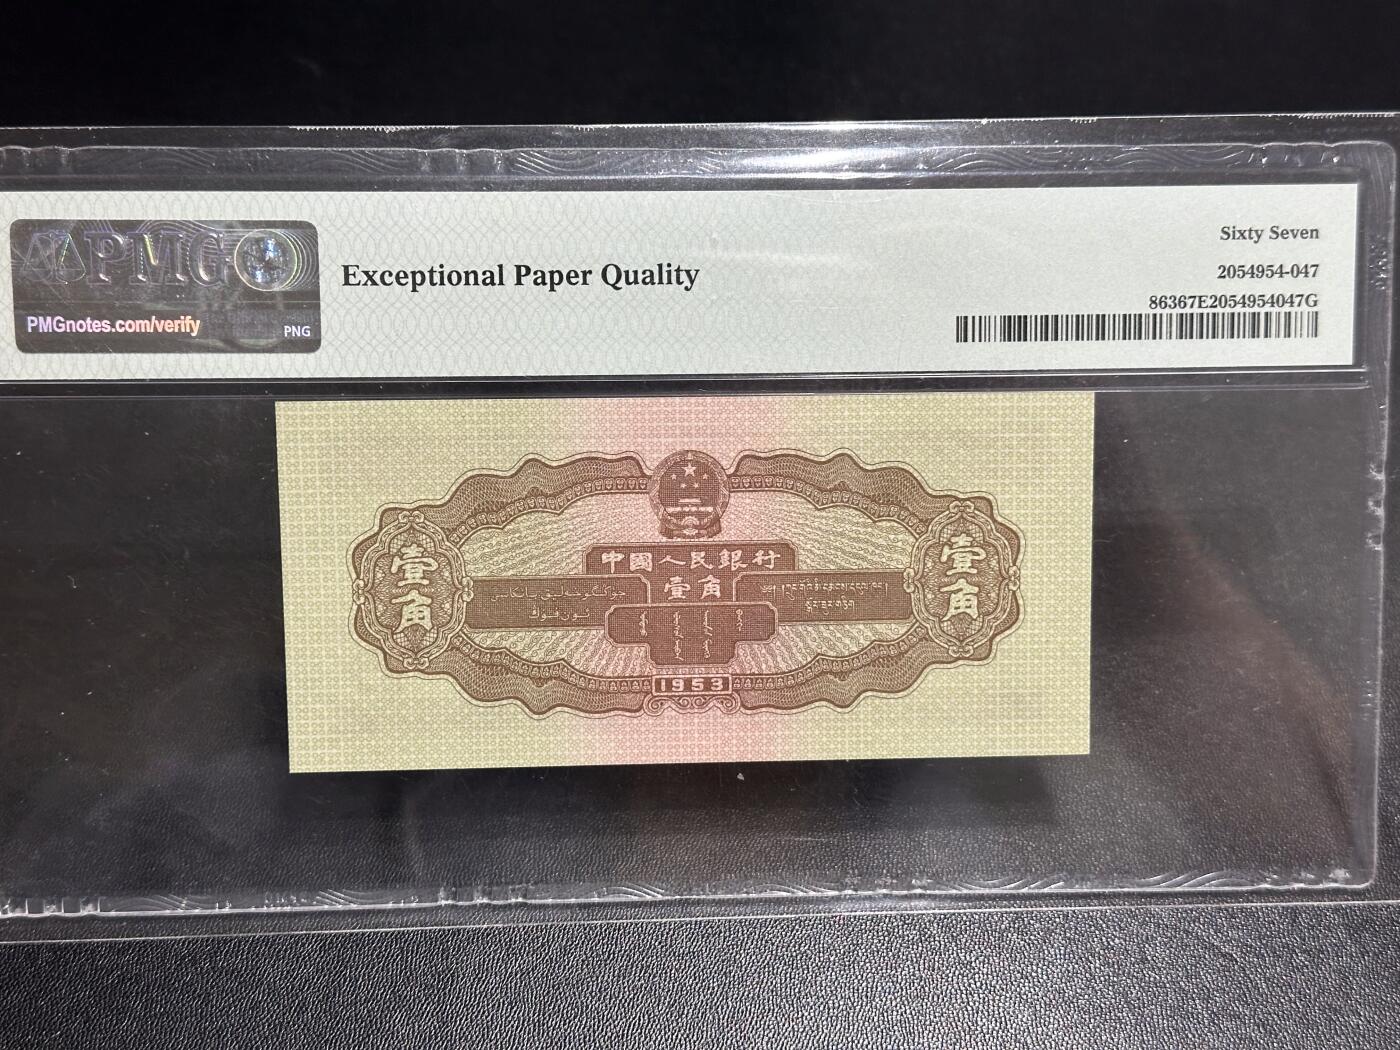 PMG
PMGnotes.com/verify
PNG
Exceptional Paper Quality
Sixty Seven
2054954-047
86367E2054954047G
中國人民銀行
壹角
壹角
壹角
1953